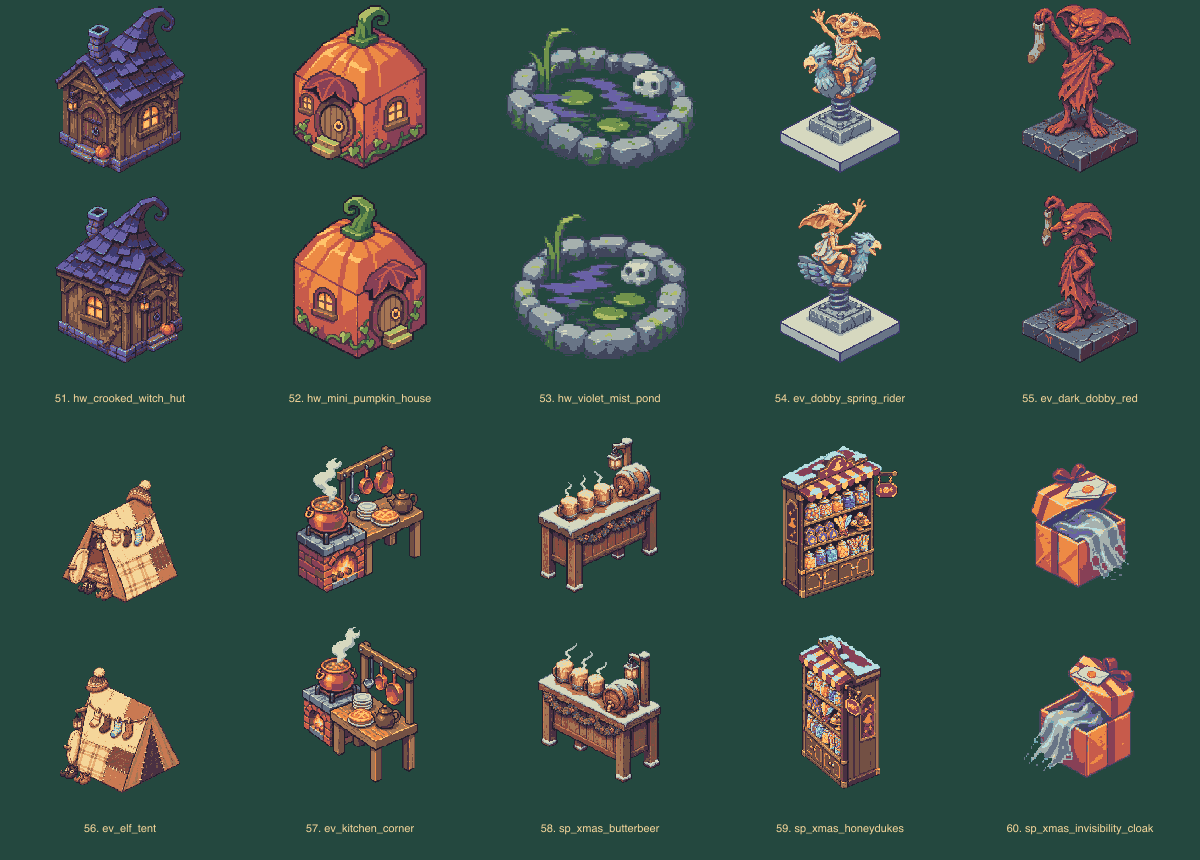 51. hw_crooked_witch_hut
52. hw_mini_pumpkin_house
53. hw_violet_mist_pond
54. ev_dobby_spring_rider
55. ev_dark_dobby_red
56. ev_elf_tent
57. ev_kitchen_corner
58. sp_xmas_butterbeer
59. sp_xmas_honeydukes
60. sp_xmas_invisibility_cloak